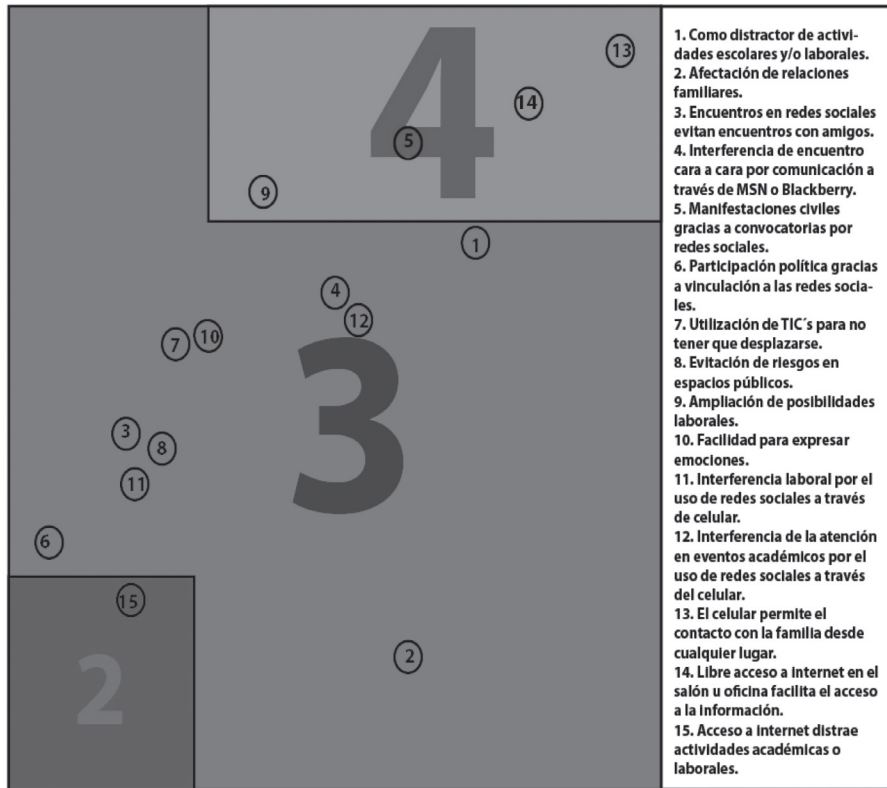 4
13
14
5
9
1
4
12
10
7
3
3
8
11
6
15
2
2
1. Como distractor de activi-
dades escolares y/o laborales.
2. Afectación de relaciones
familiares.
3. Encuentros en redes sociales
evitan encuentros con amigos.
4. Interferencia de encuentro
cara a cara por comunicación a
través de MSN o Blackberry.
5. Manifestaciones civiles
gracias a convocatorias por
redes sociales.
6. Participación política gracias
a vinculación a las redes socia-
les.
7. Utilización de TIC´s para no
tener que desplazarse.
8. Evitación de riesgos en
espacios públicos.
9. Ampliación de posibilidades
laborales.
10. Facilidad para expresar
emociones.
11. Interferencia laboral por el
uso de redes sociales a través
de celular.
12. Interferencia de la atención
en eventos académicos por el
uso de redes sociales a través
del celular.
13. El celular permite el
contacto con la familia desde
cualquier lugar.
14. Libre acceso a internet en el
salón u oficina facilita el acceso
a la información.
15. Acceso a internet distrae
actividades académicas o
laborales.